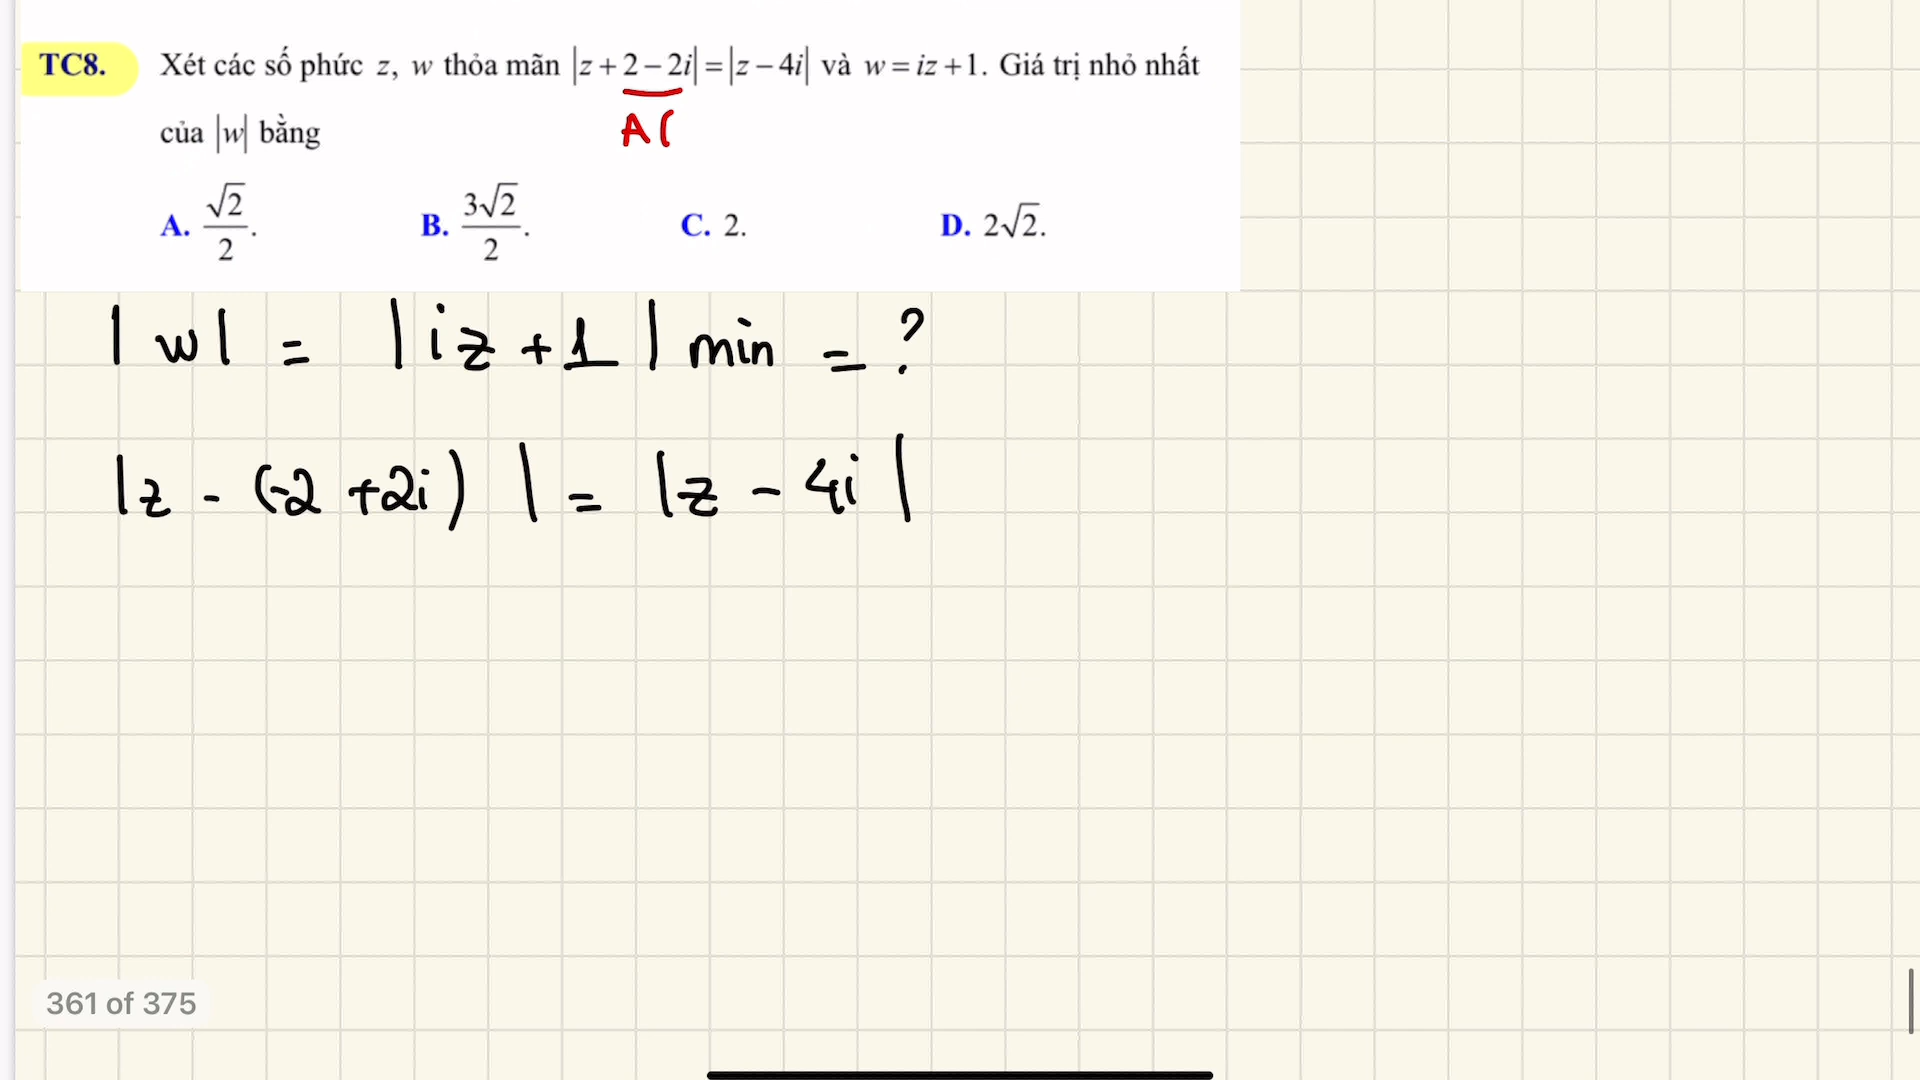 TC8. Xét các số phức z, w thỏa mãn |z + 2 − 2i| = |z − 4i| và w = iz + 1. Giá trị nhỏ nhất
của |w| bằng
A(
A. √2/2. B. 3√2/2. C. 2. D. 2√2.
|w| = |iz + 1| min = ?
|z - (-2 + 2i)| = |z - 4i|
361 of 375